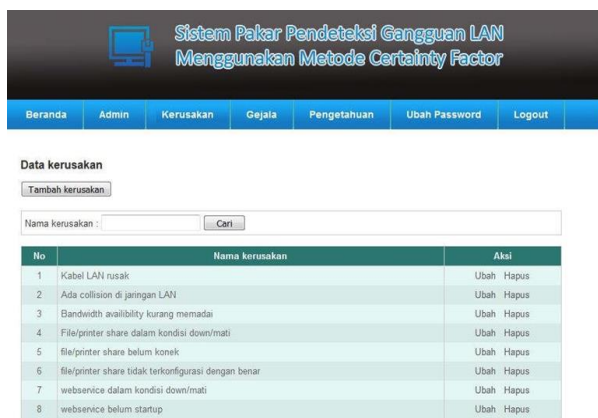 Sistem Pakar Pendeteksi Gangguan LAN
Menggunakan Metode Certainty Factor
Beranda Admin Kerusakan Gejala Pengetahuan Ubah Password Logout
Data kerusakan
Tambah kerusakan
Nama kerusakan : Cari
No Nama kerusakan Aksi
1 Kabel LAN rusak Ubah Hapus
2 Ada collision di jaringan LAN Ubah Hapus
3 Bandwidth availibility kurang memadai Ubah Hapus
4 File/printer share dalam kondisi down/mati Ubah Hapus
5 file/printer share belum konek Ubah Hapus
6 file/printer share tidak terkonfigurasi dengan benar Ubah Hapus
7 webservice dalam kondisi down/mati Ubah Hapus
8 webservice belum startup Ubah Hapus